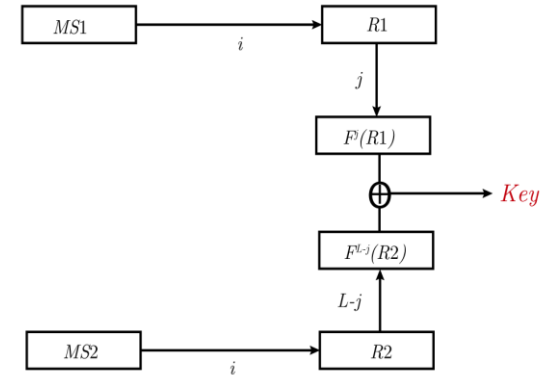 MS1
R1
i
j
F^j(R1)
Key
F^{L-j}(R2)
L-j
MS2
R2
i